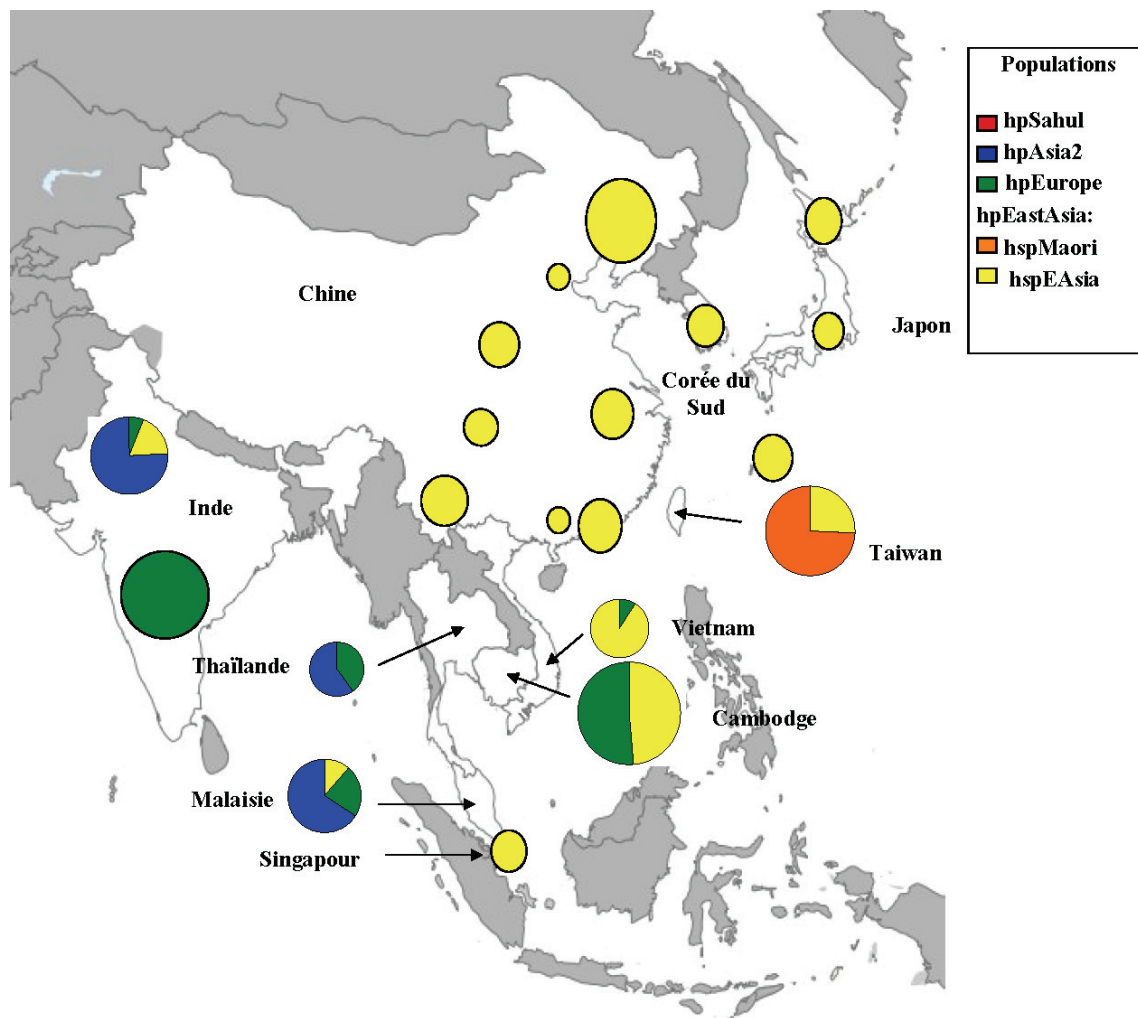 Populations
hpSahul
hpAsia2
hpEurope
hpEastAsia:
hspMaori
hspEAsia
Chine
Japon
Corée du
Sud
Inde
Taiwan
Vietnam
Thaïlande
Cambodge
Malaisie
Singapour